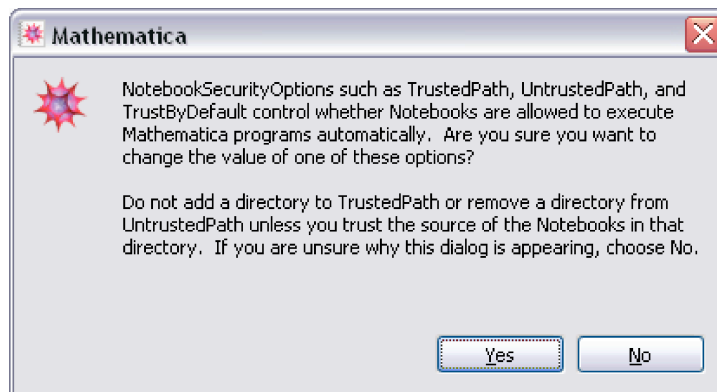 Mathematica
NotebookSecurityOptions such as TrustedPath, UntrustedPath, and
TrustByDefault control whether Notebooks are allowed to execute
Mathematica programs automatically.  Are you sure you want to
change the value of one of these options?
Do not add a directory to TrustedPath or remove a directory from
UntrustedPath unless you trust the source of the Notebooks in that
directory.  If you are unsure why this dialog is appearing, choose No.
Yes
No